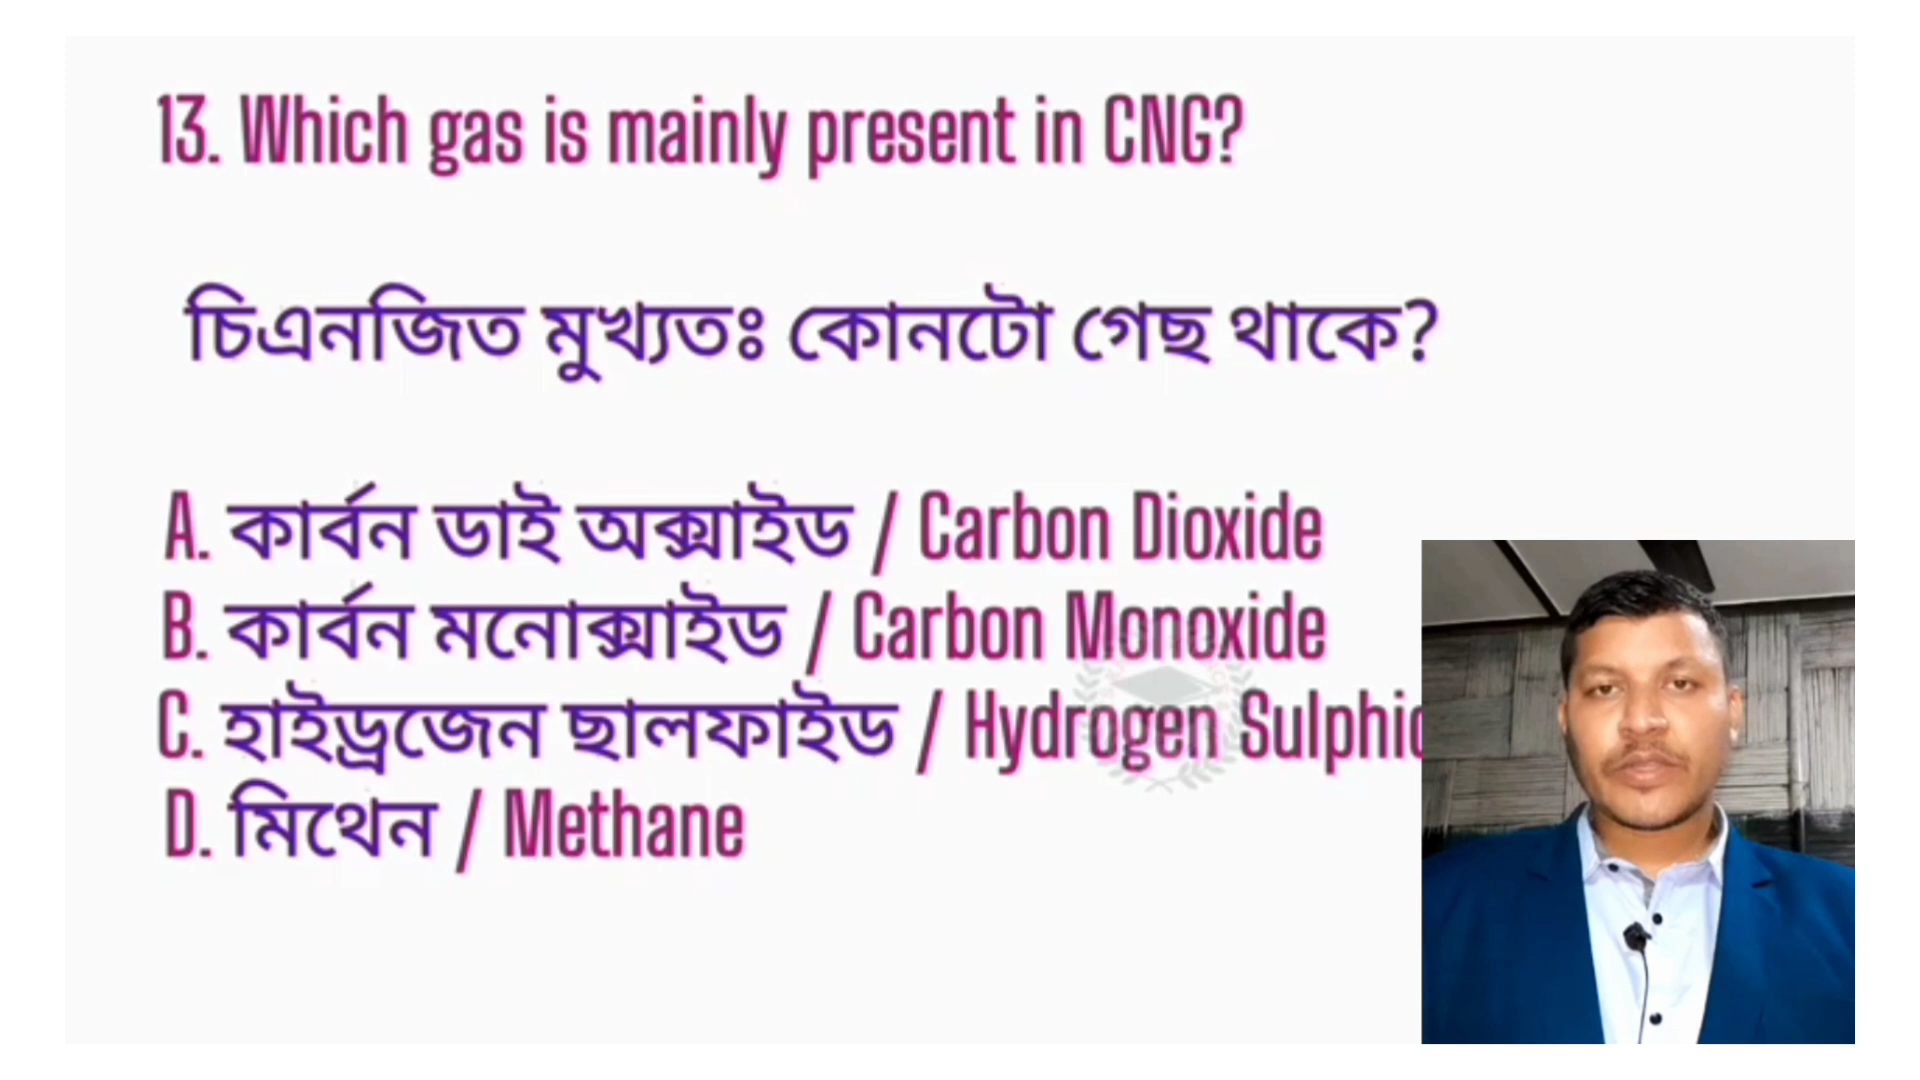 13. Which gas is mainly present in CNG?
চিএনজিত মুখ্যতঃ কোনটো গেছ থাকে?
A. কাৰ্বন ডাই অক্সাইড / Carbon Dioxide
B. কাৰ্বন মনোক্সাইড / Carbon Monoxide
C. হাইড্ৰজেন ছালফাইড / Hydrogen
D. মিথেন / Methane